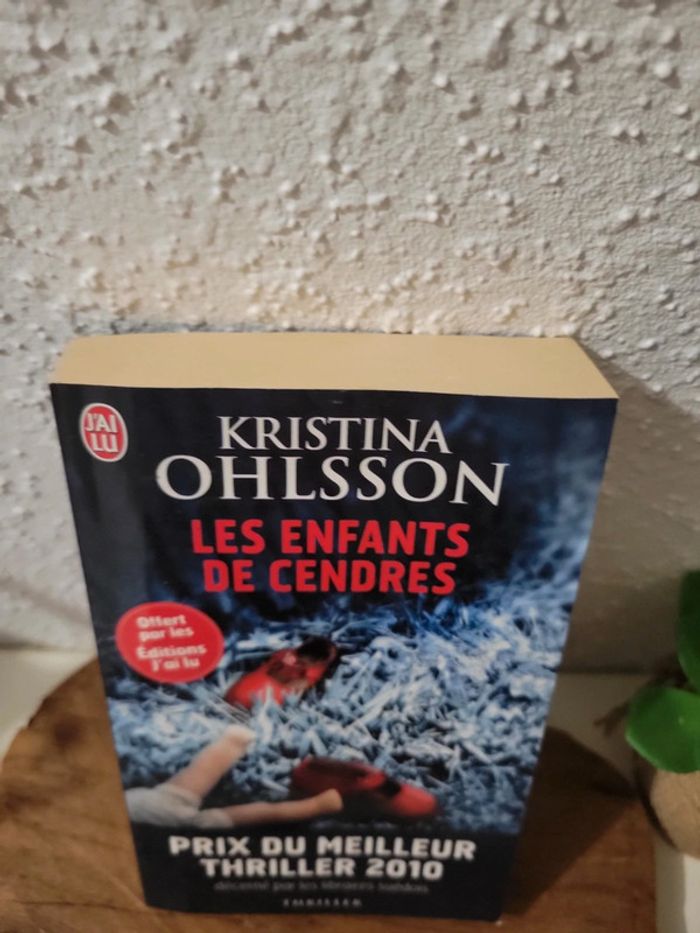 J'AI
LU
KRISTINA
OHLSSON
LES ENFANTS
DE CENDRES
Offert
par les
Éditions
J'ai lu
PRIX DU MEILLEUR
THRILLER 2010
décerné par les libraires suédois
THRILLER